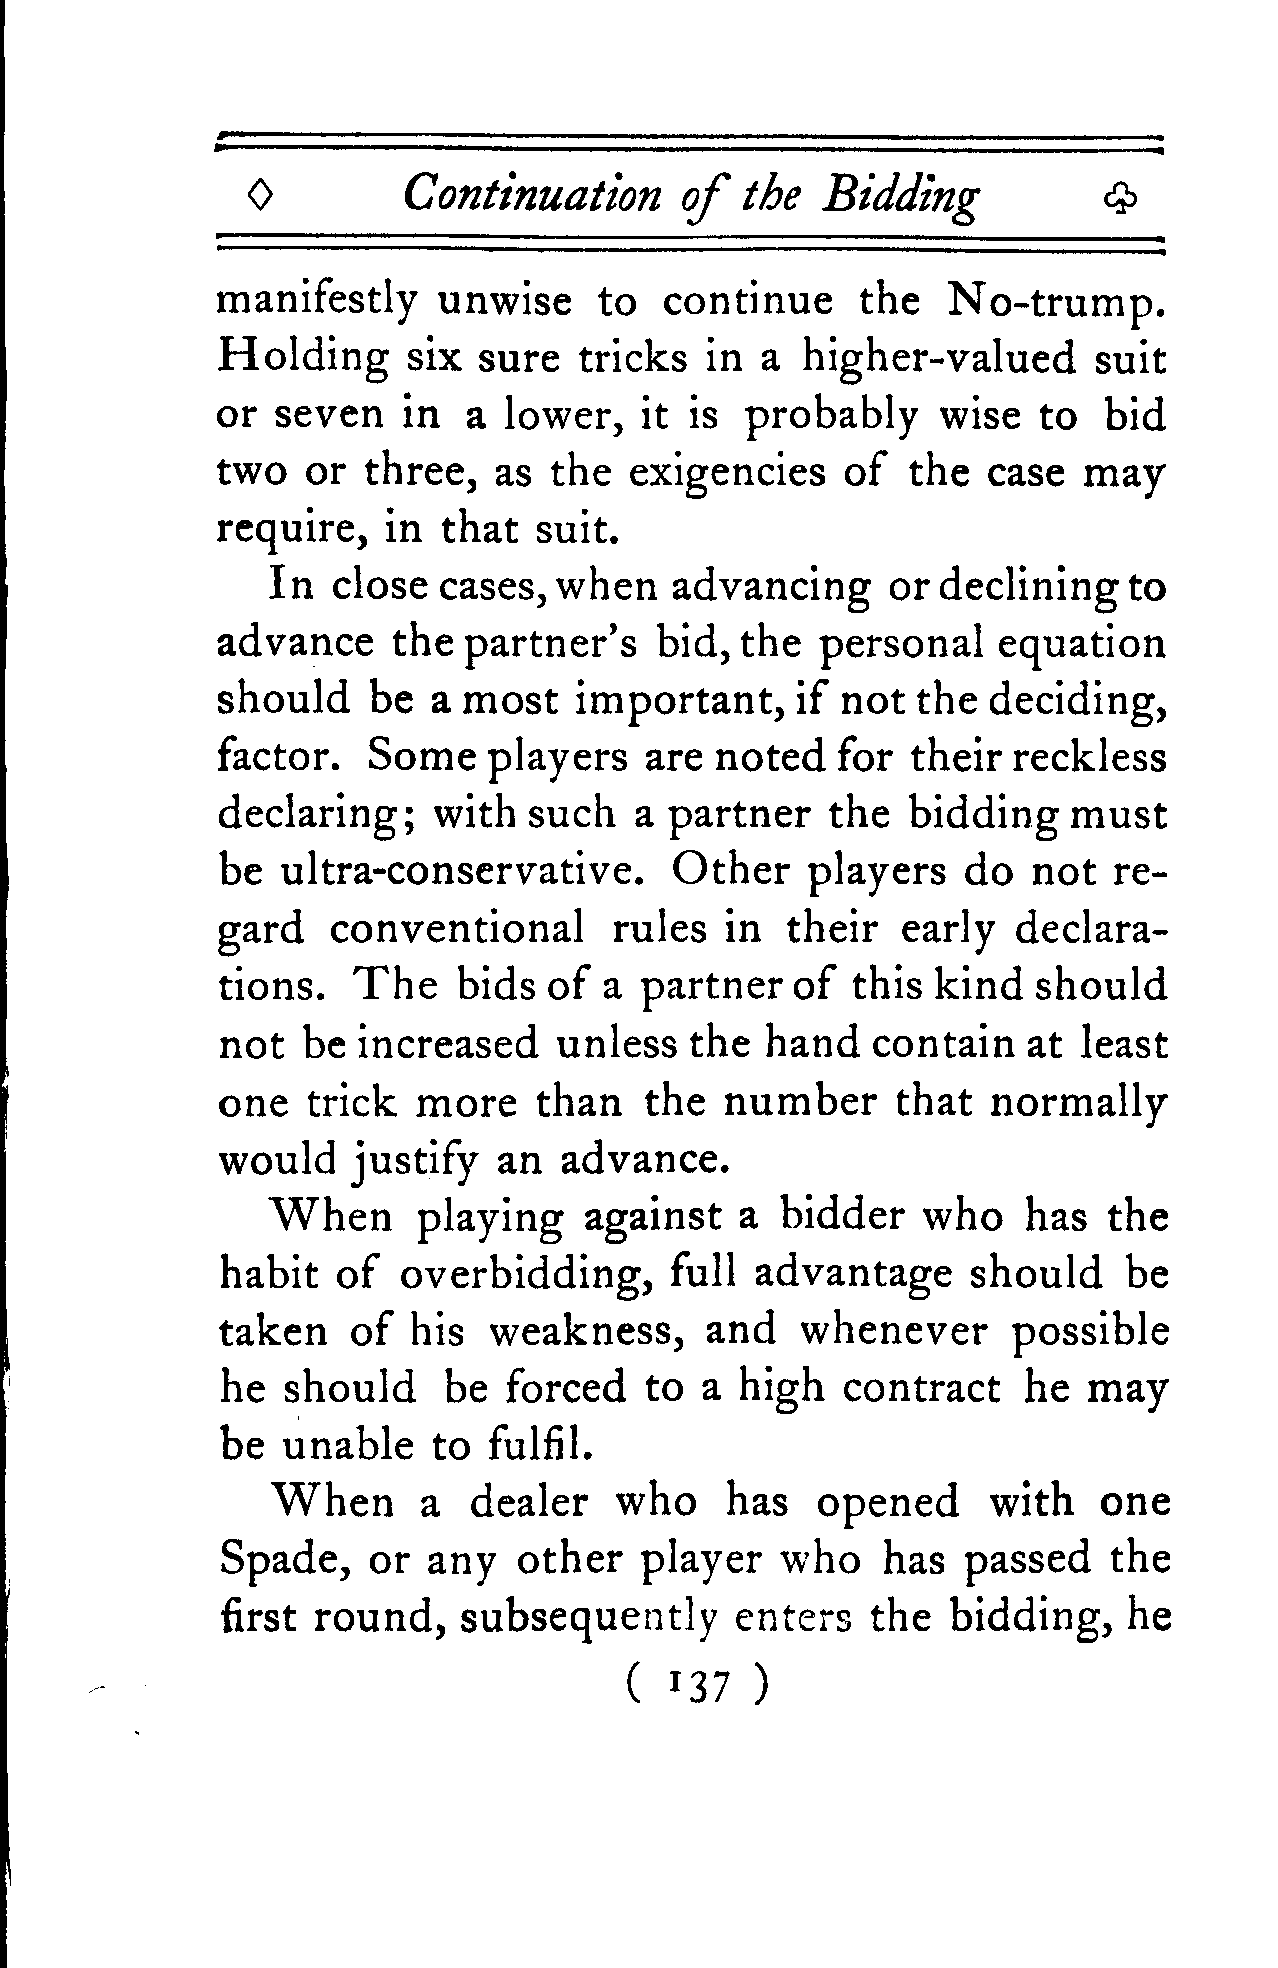 ◇ Continuation of the Bidding ♧
manifestly unwise to continue the No-trump.
Holding six sure tricks in a higher-valued suit
or seven in a lower, it is probably wise to bid
two or three, as the exigencies of the case may
require, in that suit.
In close cases, when advancing or declining to
advance the partner's bid, the personal equation
should be a most important, if not the deciding,
factor. Some players are noted for their reckless
declaring; with such a partner the bidding must
be ultra-conservative. Other players do not re-
gard conventional rules in their early declara-
tions. The bids of a partner of this kind should
not be increased unless the hand contain at least
one trick more than the number that normally
would justify an advance.
When playing against a bidder who has the
habit of overbidding, full advantage should be
taken of his weakness, and whenever possible
he should be forced to a high contract he may
be unable to fulfil.
When a dealer who has opened with one
Spade, or any other player who has passed the
first round, subsequently enters the bidding, he
( 137 )